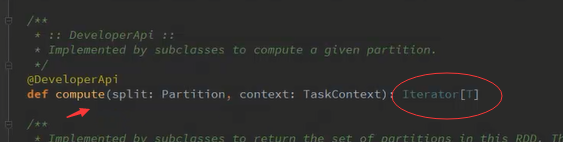 /**
* :: DeveloperApi ::
* Implemented by subclasses to compute a given partition.
*/
@DeveloperApi
def compute(split: Partition, context: TaskContext): Iterator[T]
/**
* Implemented by subclasses to return the set of partitions in this RDD. Th